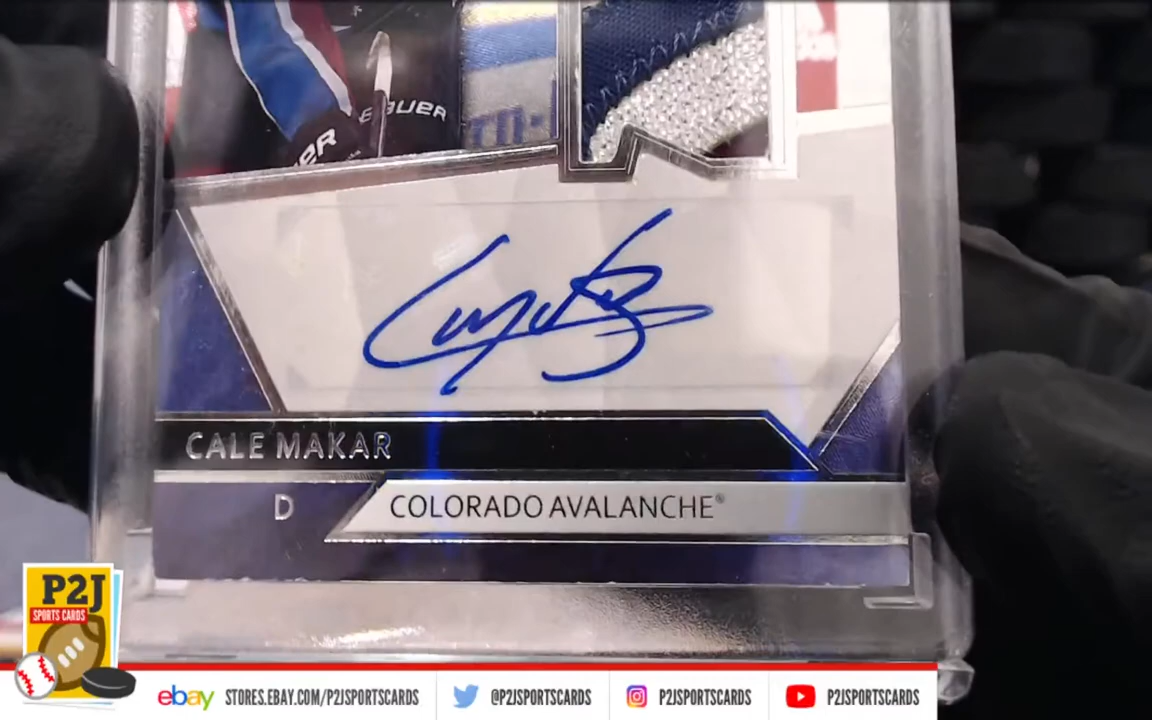 BAUER
CALE MAKAR
D
COLORADO AVALANCHE®
P2J
SPORTS CARDS
ebay STORES.EBAY.COM/P2JSPORTSCARDS
@P2JSPORTSCARDS
P2JSPORTSCARDS
P2JSPORTSCARDS